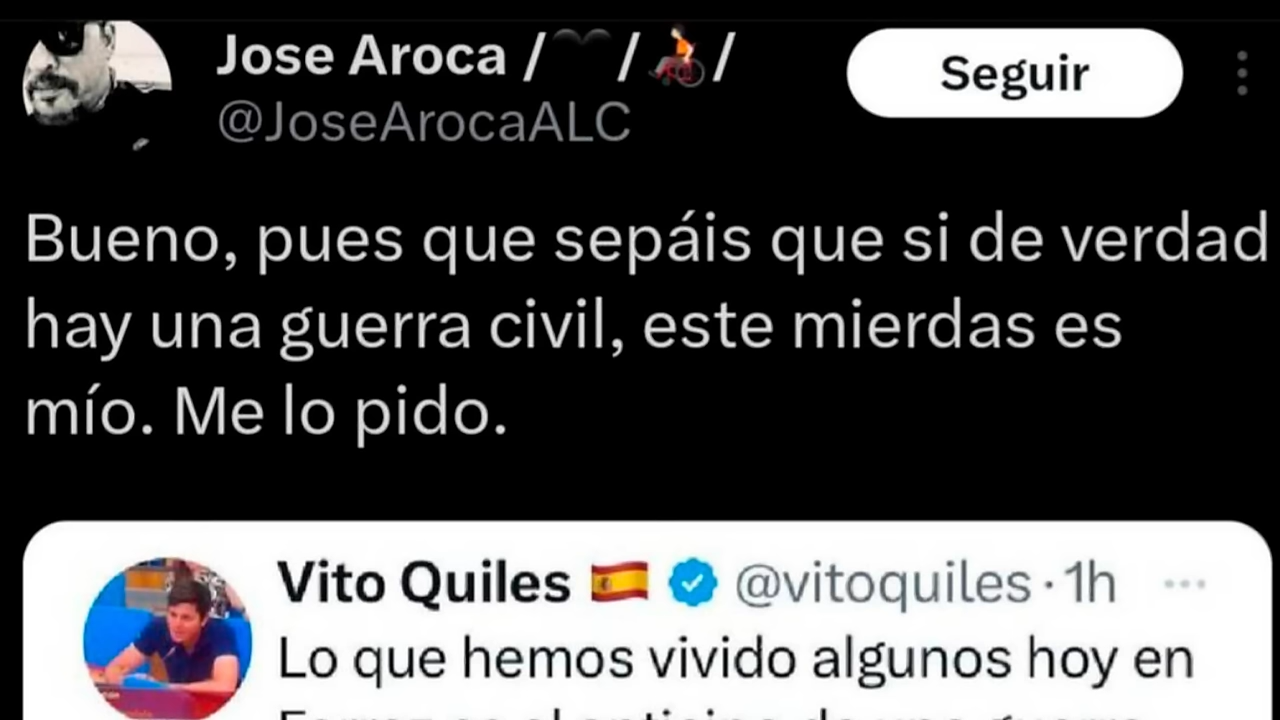 Jose Aroca /🖤/👨‍🦽/
@JoseArocaALC
Seguir
Bueno, pues que sepáis que si de verdad
hay una guerra civil, este mierdas es
mío. Me lo pido.
Vito Quiles 🇪🇸 @vitoquiles · 1h
Lo que hemos vivido algunos hoy en